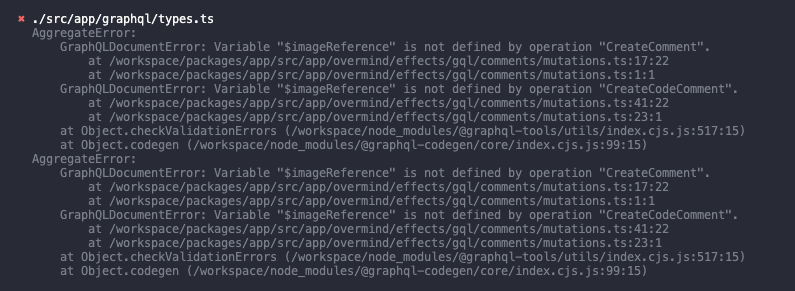 ✖ ./src/app/graphql/types.ts
AggregateError:
GraphQLDocumentError: Variable "$imageReference" is not defined by operation "CreateComment".
at /workspace/packages/app/src/app/overmind/effects/gql/comments/mutations.ts:17:22
at /workspace/packages/app/src/app/overmind/effects/gql/comments/mutations.ts:1:1
GraphQLDocumentError: Variable "$imageReference" is not defined by operation "CreateCodeComment".
at /workspace/packages/app/src/app/overmind/effects/gql/comments/mutations.ts:41:22
at /workspace/packages/app/src/app/overmind/effects/gql/comments/mutations.ts:23:1
at Object.checkValidationErrors (/workspace/node_modules/@graphql-tools/utils/index.cjs.js:517:15)
at Object.codegen (/workspace/node_modules/@graphql-codegen/core/index.cjs.js:99:15)
AggregateError:
GraphQLDocumentError: Variable "$imageReference" is not defined by operation "CreateComment".
at /workspace/packages/app/src/app/overmind/effects/gql/comments/mutations.ts:17:22
at /workspace/packages/app/src/app/overmind/effects/gql/comments/mutations.ts:1:1
GraphQLDocumentError: Variable "$imageReference" is not defined by operation "CreateCodeComment".
at /workspace/packages/app/src/app/overmind/effects/gql/comments/mutations.ts:41:22
at /workspace/packages/app/src/app/overmind/effects/gql/comments/mutations.ts:23:1
at Object.checkValidationErrors (/workspace/node_modules/@graphql-tools/utils/index.cjs.js:517:15)
at Object.codegen (/workspace/node_modules/@graphql-codegen/core/index.cjs.js:99:15)